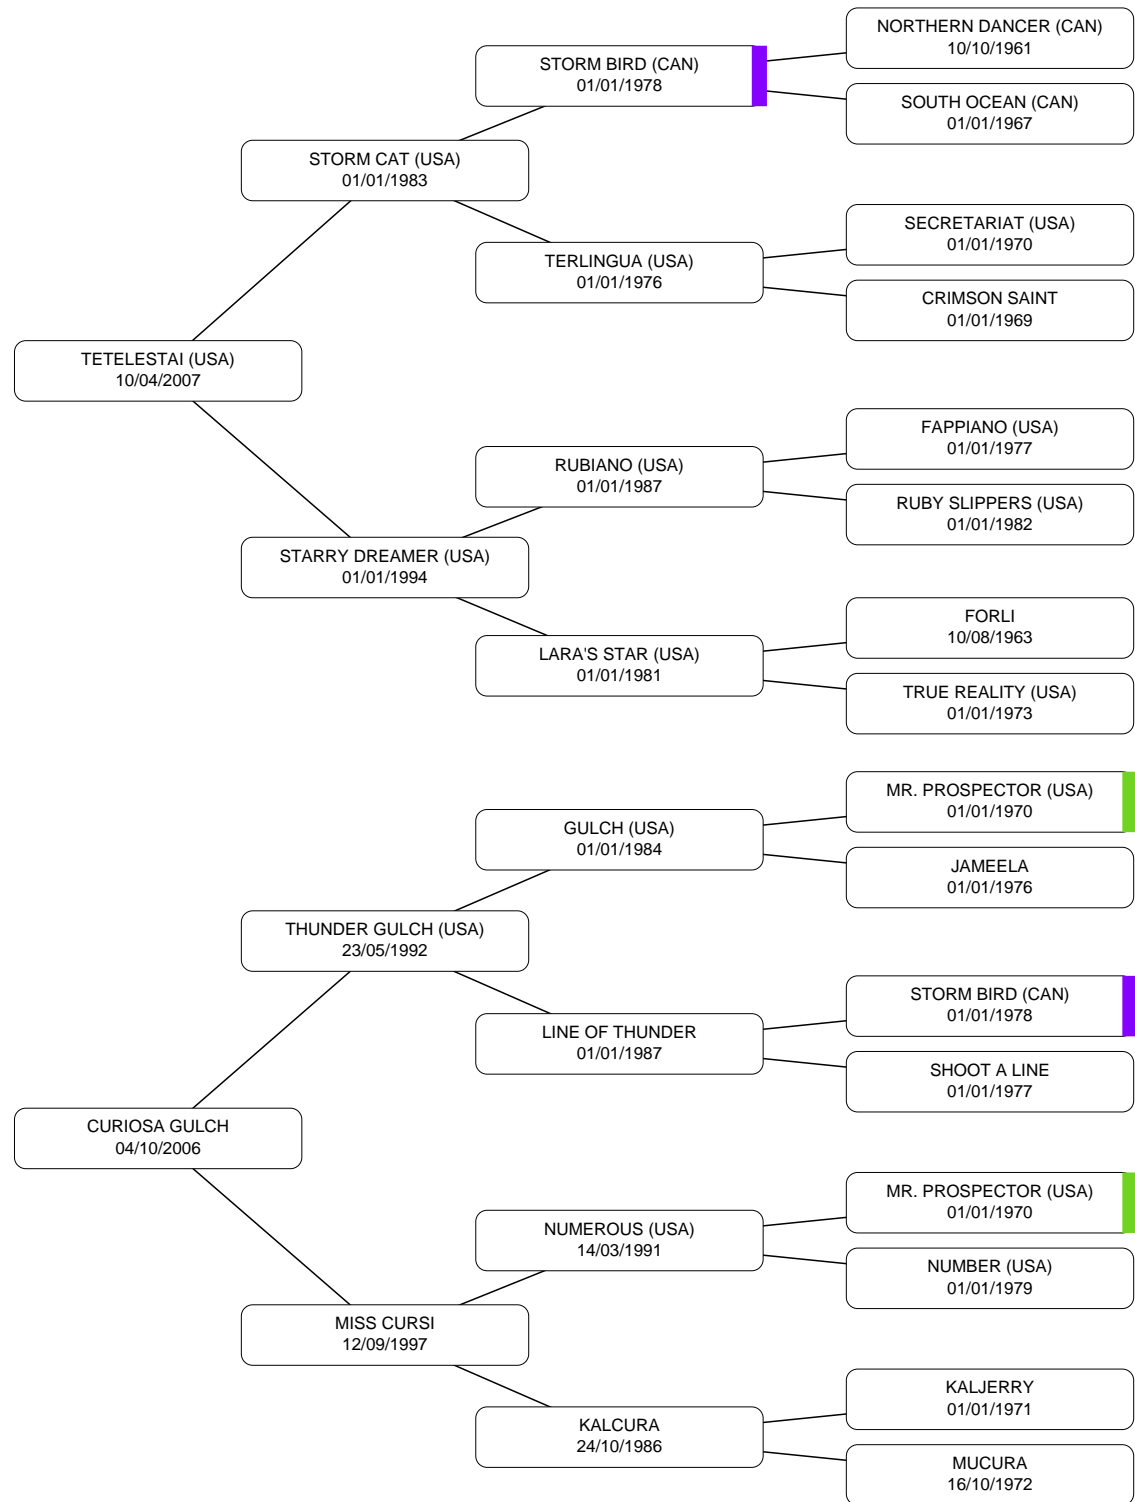 NORTHERN DANCER (CAN)
10/10/1961
STORM BIRD (CAN)
01/01/1978
SOUTH OCEAN (CAN)
01/01/1967
STORM CAT (USA)
01/01/1983
SECRETARIAT (USA)
01/01/1970
TERLINGUA (USA)
01/01/1976
CRIMSON SAINT
01/01/1969
TETELESTAI (USA)
10/04/2007
FAPPIANO (USA)
01/01/1977
RUBIANO (USA)
01/01/1987
RUBY SLIPPERS (USA)
01/01/1982
STARRY DREAMER (USA)
01/01/1994
FORLI
10/08/1963
LARA'S STAR (USA)
01/01/1981
TRUE REALITY (USA)
01/01/1973
MR. PROSPECTOR (USA)
01/01/1970
GULCH (USA)
01/01/1984
JAMEELA
01/01/1976
THUNDER GULCH (USA)
23/05/1992
STORM BIRD (CAN)
01/01/1978
LINE OF THUNDER
01/01/1987
SHOOT A LINE
01/01/1977
CURIOSA GULCH
04/10/2006
MR. PROSPECTOR (USA)
01/01/1970
NUMEROUS (USA)
14/03/1991
NUMBER (USA)
01/01/1979
MISS CURSI
12/09/1997
KALJERRY
01/01/1971
KALCURA
24/10/1986
MUCURA
16/10/1972